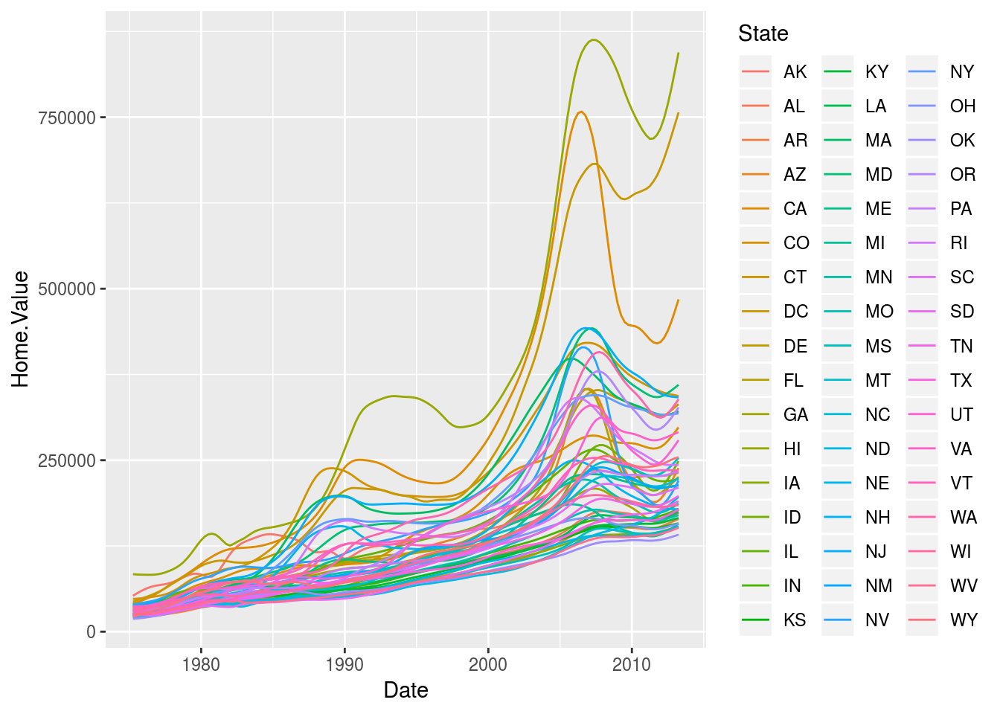 State
AK KY NY
AL LA OH
AR MA OK
AZ MD OR
CA ME PA
CO MI RI
CT MN SC
DC MO SD
DE MS TN
FL MT TX
GA NC UT
HI ND VA
IA NE VT
ID NH WA
IL NJ WI
IN NM WV
KS NV WY
Home.Value
750000
500000
250000
0
1980 1990 2000 2010
Date